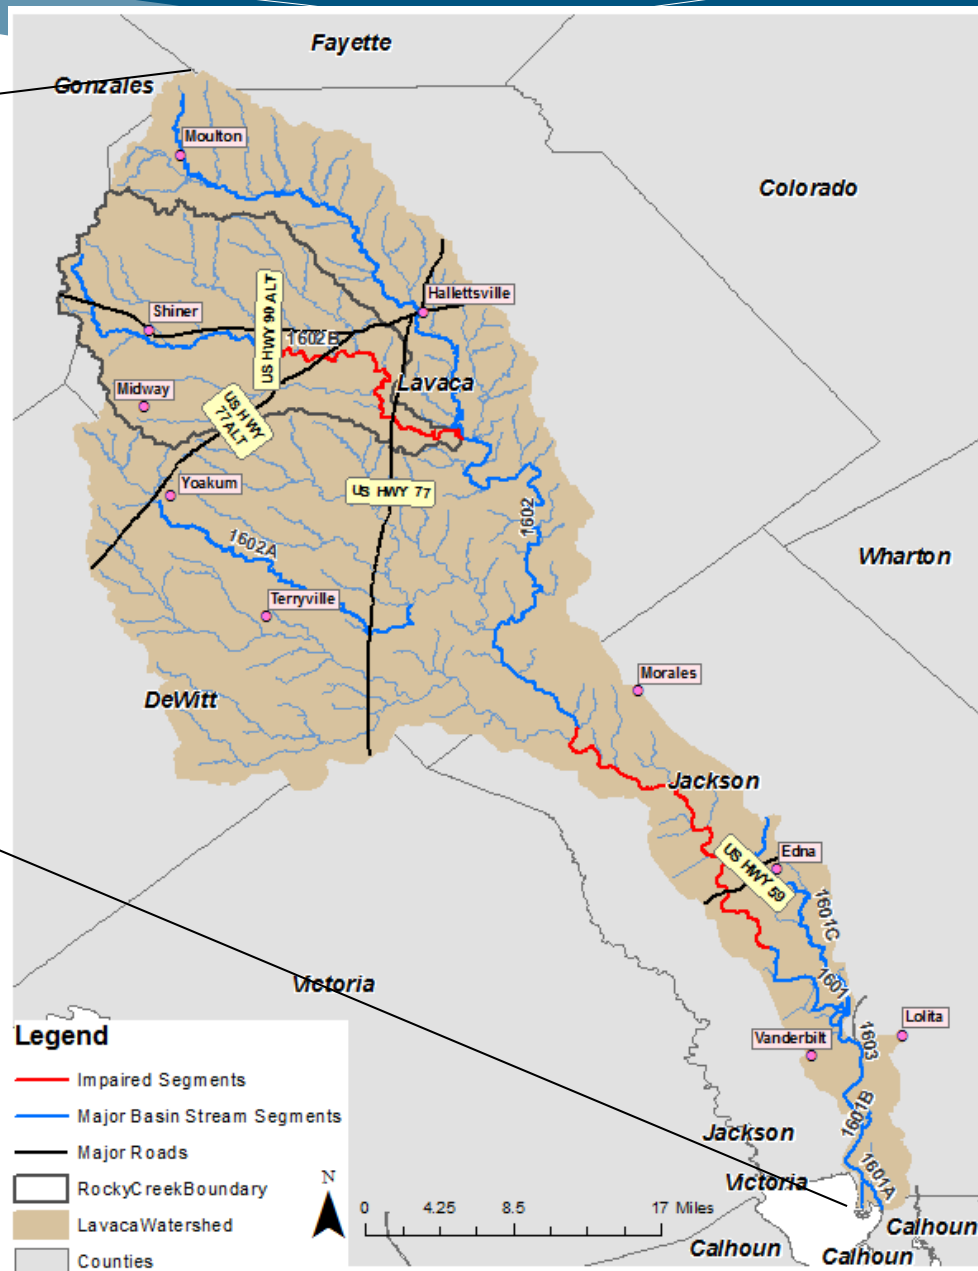 Fayette
Gonzales
Moulton
Colorado
Hallettsville
Shiner
US HWY 90 ALT
1602B
Lavaca
Midway
US HWY
77ALT
Yoakum
US HWY 77
1602
1602A
Wharton
Terryville
Morales
DeWitt
Jackson
US HWY 59
Edna
1601C
Victoria
1601
Lolita
Vanderbilt
1603
1601B
Jackson
Victoria
1601A
Calhoun
Calhoun
Calhoun
Legend
Impaired Segments
Major Basin Stream Segments
Major Roads
RockyCreekBoundary
LavacaWatershed
Counties
N
0 4.25 8.5 17 Miles